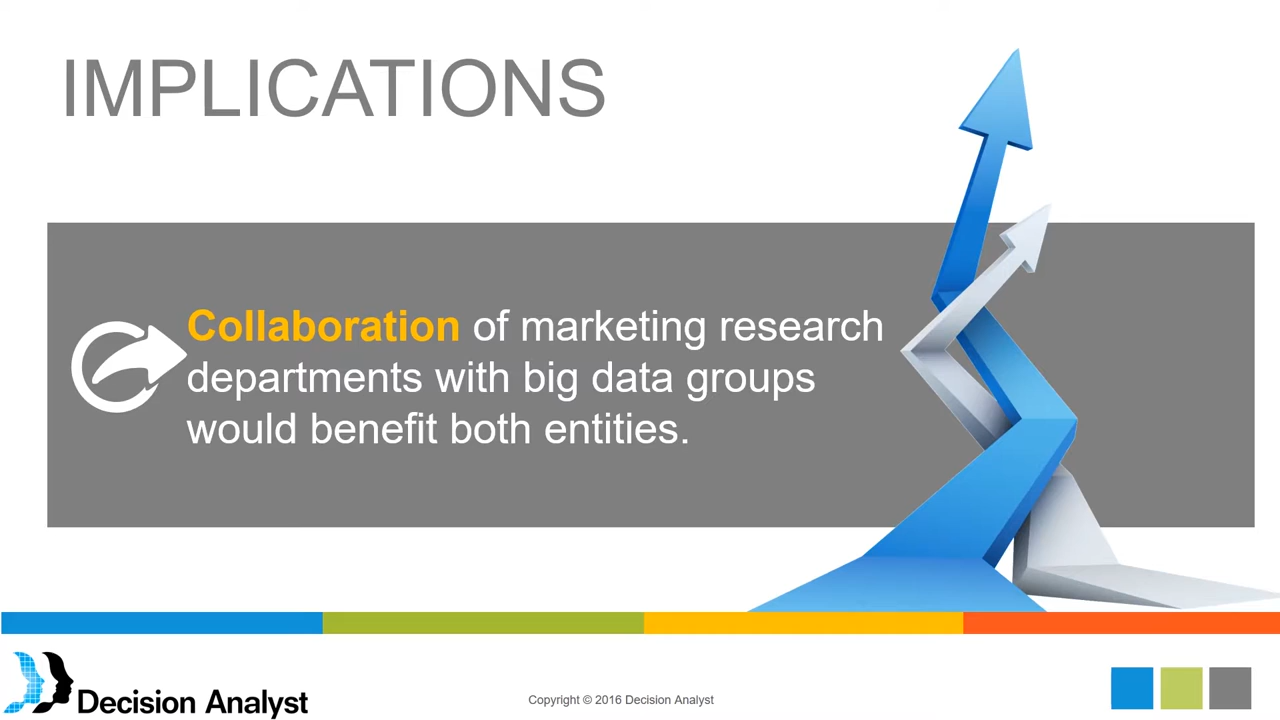 IMPLICATIONS
Collaboration of marketing research
departments with big data groups
would benefit both entities.
Decision Analyst
Copyright © 2016 Decision Analyst